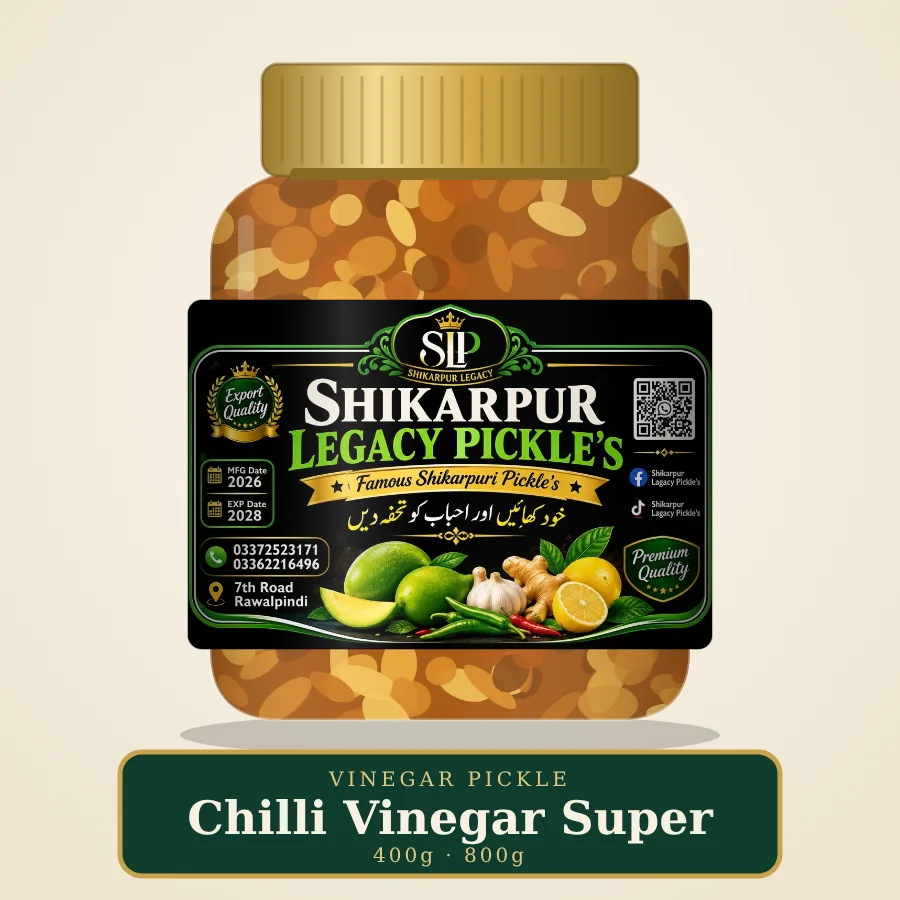 SLP
SHIKARPUR LEGACY
Export
Quality
SHIKARPUR
LEGACY PICKLE'S
Famous Shikarpuri Pickle's
خود کھائیں اور احباب کو تحفہ دیں
MFG Date
2026
EXP Date
2028
03372523171
03362216496
7th Road
Rawalpindi
Shikarpur
Legacy Pickle's
Shikarpur
Legacy Pickle's
Premium
Quality
VINEGAR PICKLE
Chilli Vinegar Super
400g · 800g